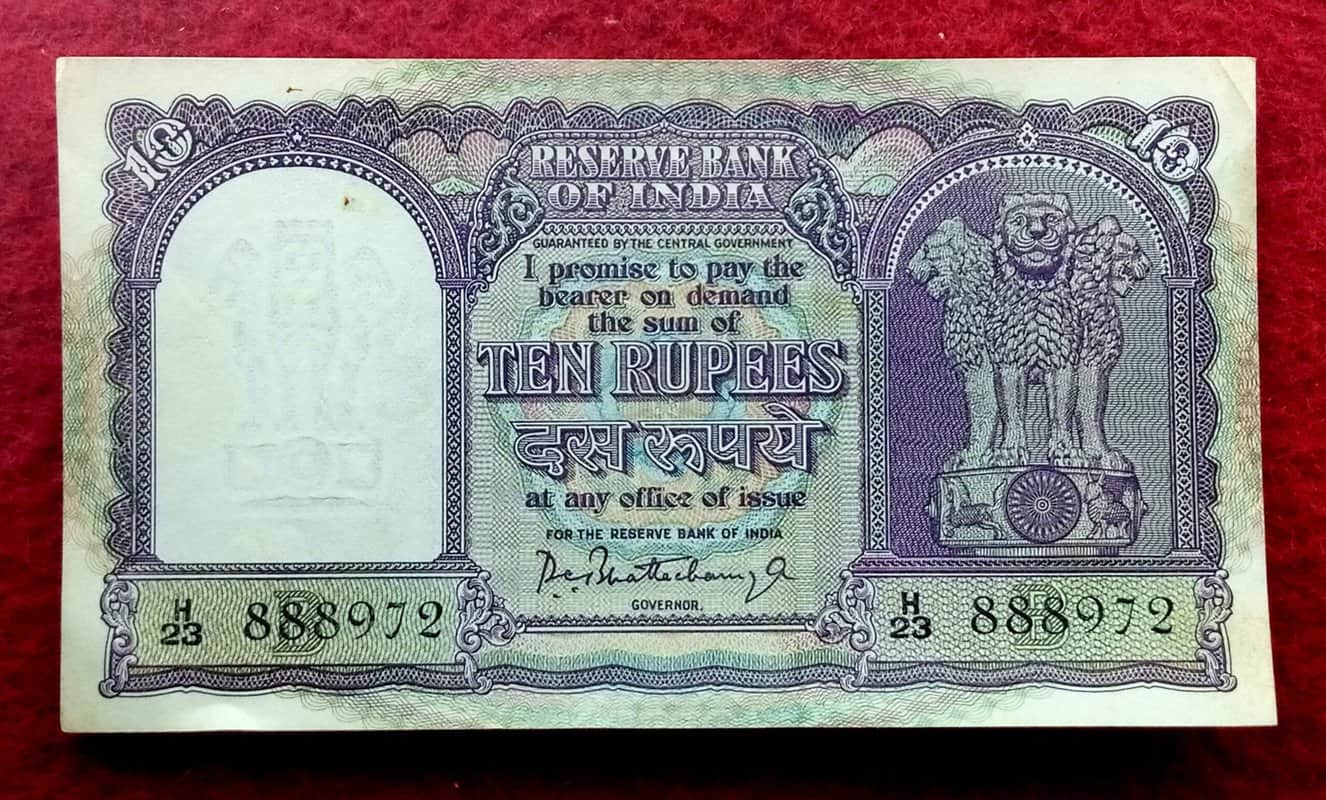 10
10
RESERVE BANK
OF INDIA
GUARANTEED BY THE CENTRAL GOVERNMENT
I promise to pay the
bearer on demand
the sum of
TEN RUPEES
दस रूपये
at any office of issue
FOR THE RESERVE BANK OF INDIA
P.C. Bhattacharyya
GOVERNOR.
H/23 888972
B
H/23 888972
B